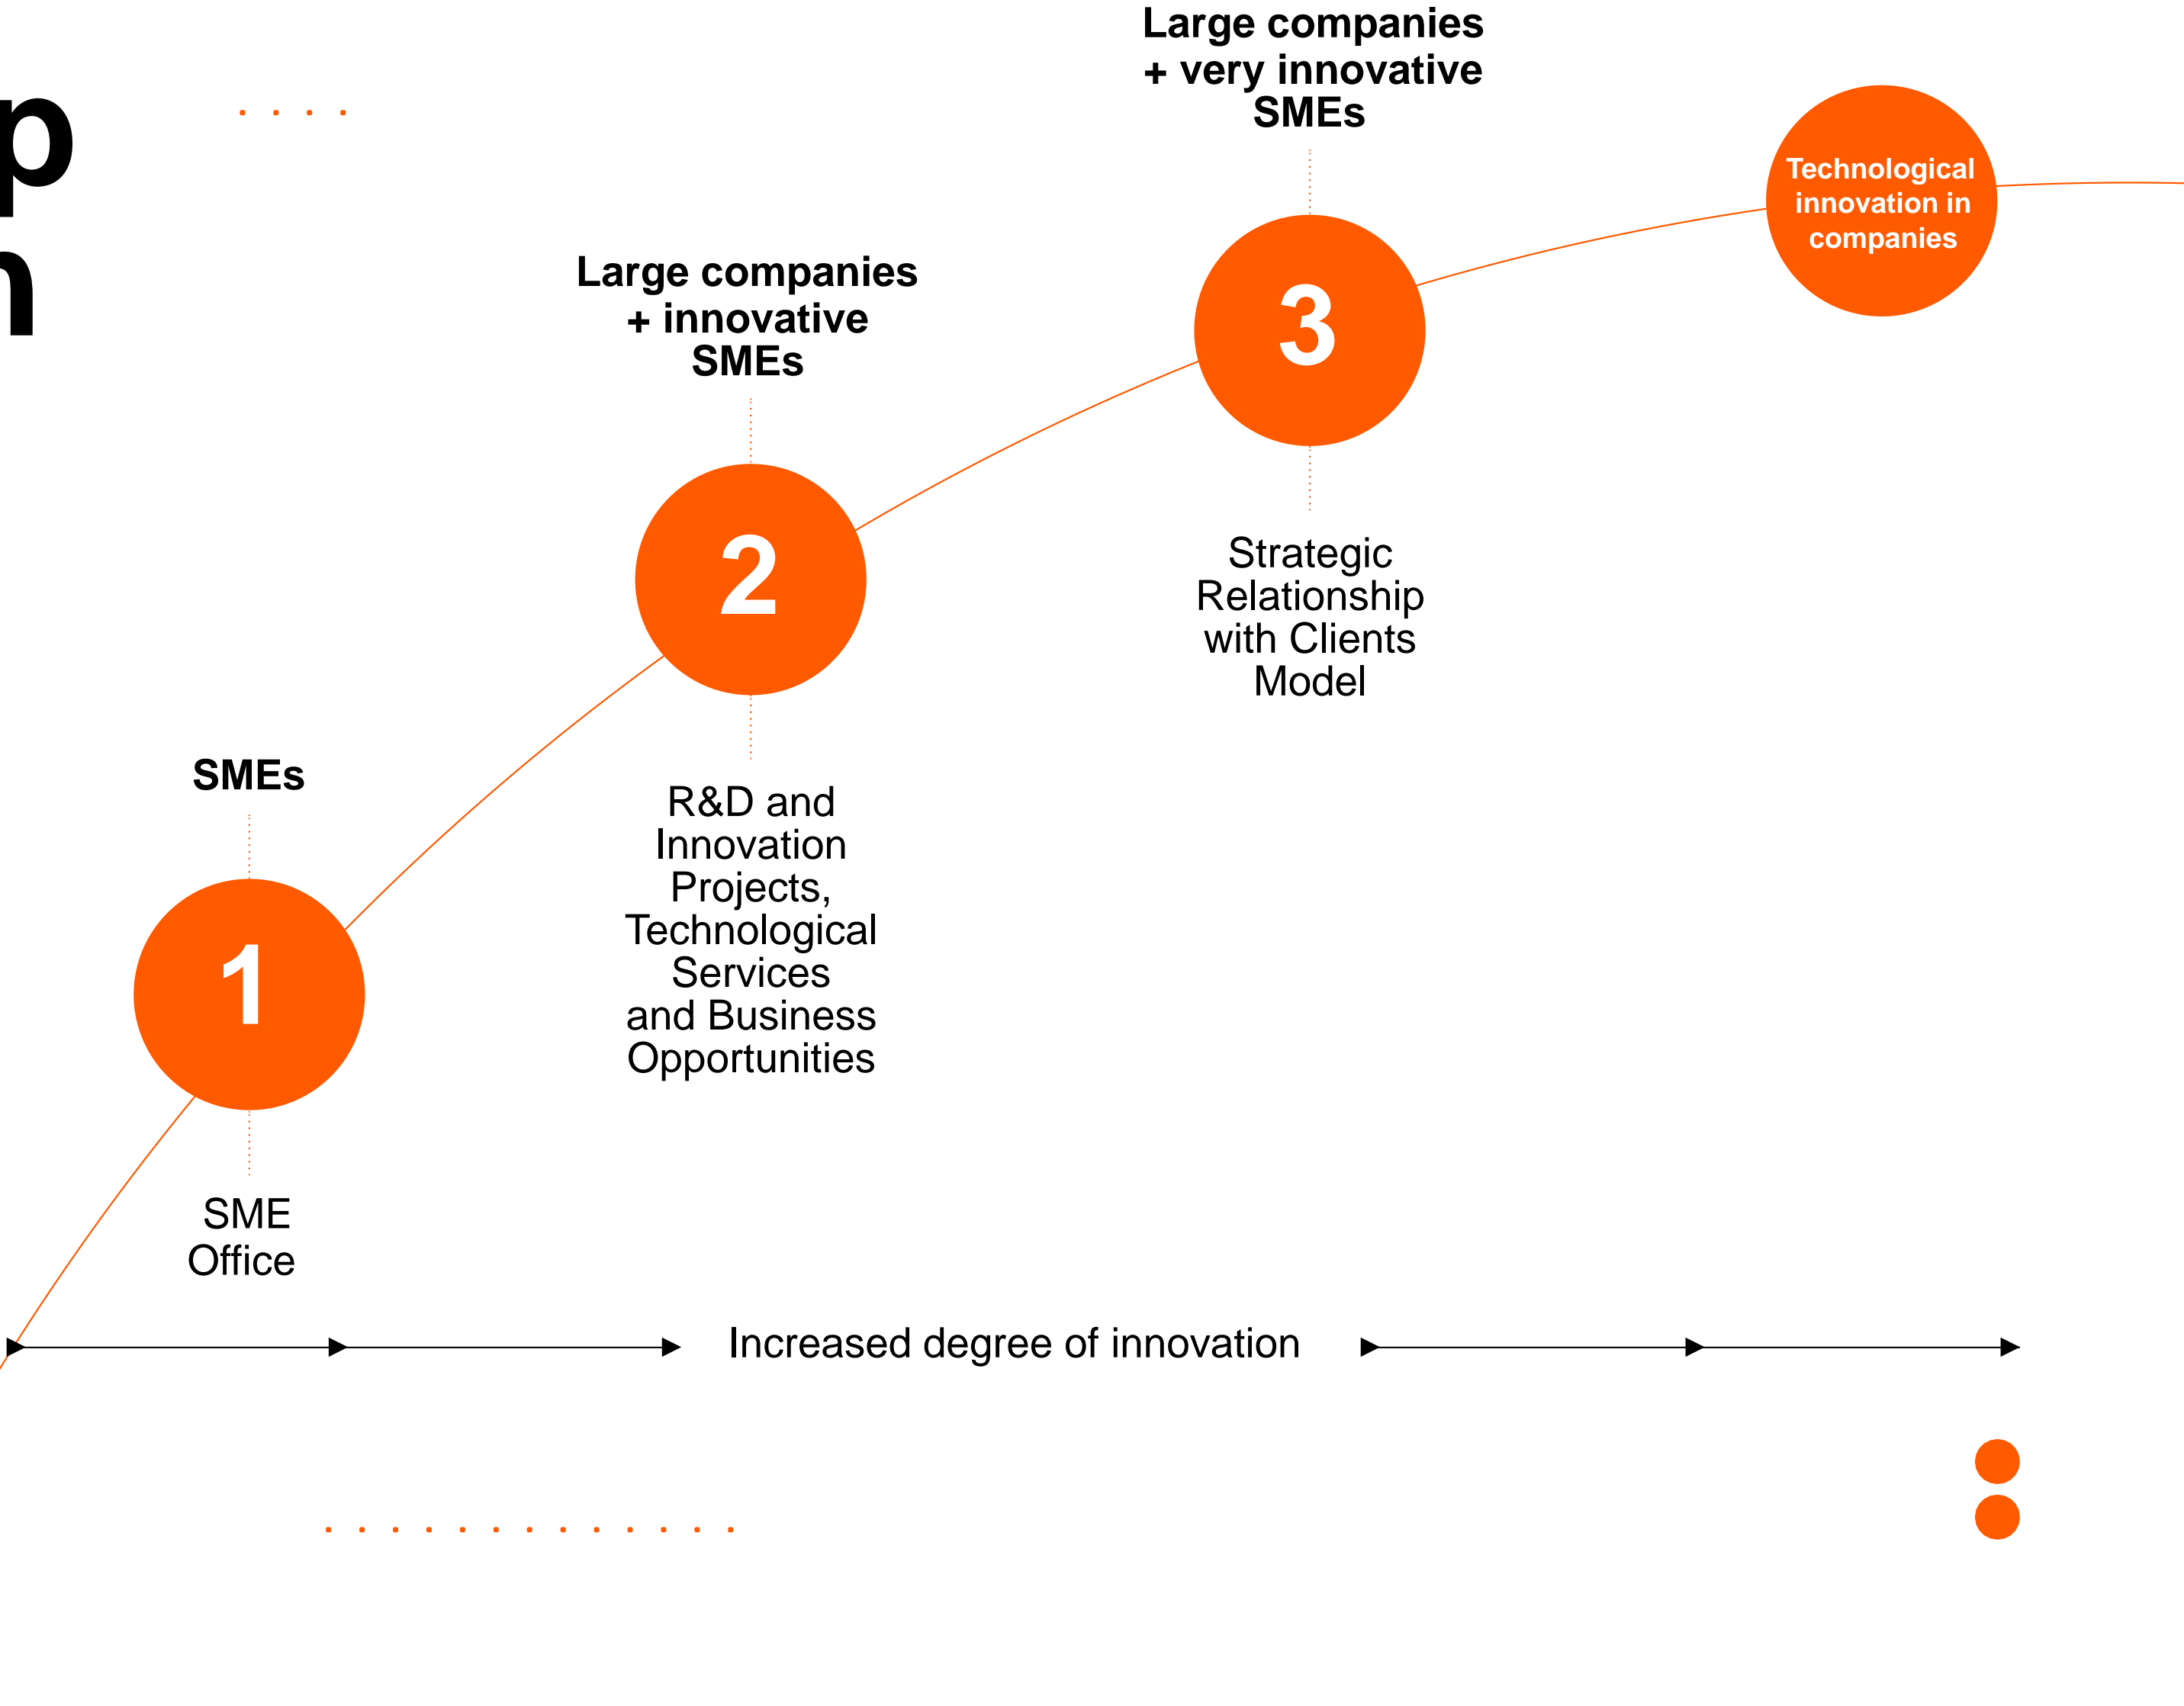 Large companies
+ very innovative
SMEs
Technological
innovation in
companies
Large companies
+ innovative
SMEs
3
Strategic
Relationship
with Clients
Model
2
SMEs
R&D and
Innovation
Projects,
Technological
Services
and Business
Opportunities
1
SME
Office
Increased degree of innovation